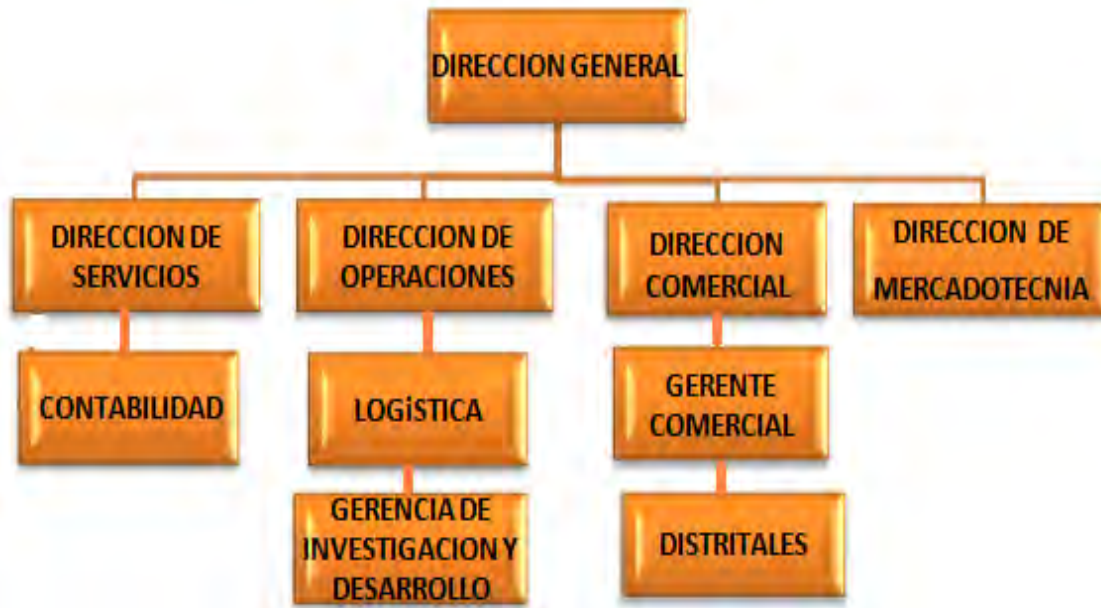 DIRECCION GENERAL
DIRECCION DE
SERVICIOS
DIRECCION DE
OPERACIONES
DIRECCION
COMERCIAL
DIRECCION DE
MERCADOTECNIA
CONTABILIDAD
LOGíSTICA
GERENTE
COMERCIAL
GERENCIA DE
INVESTIGACION Y
DESARROLLO
DISTRITALES